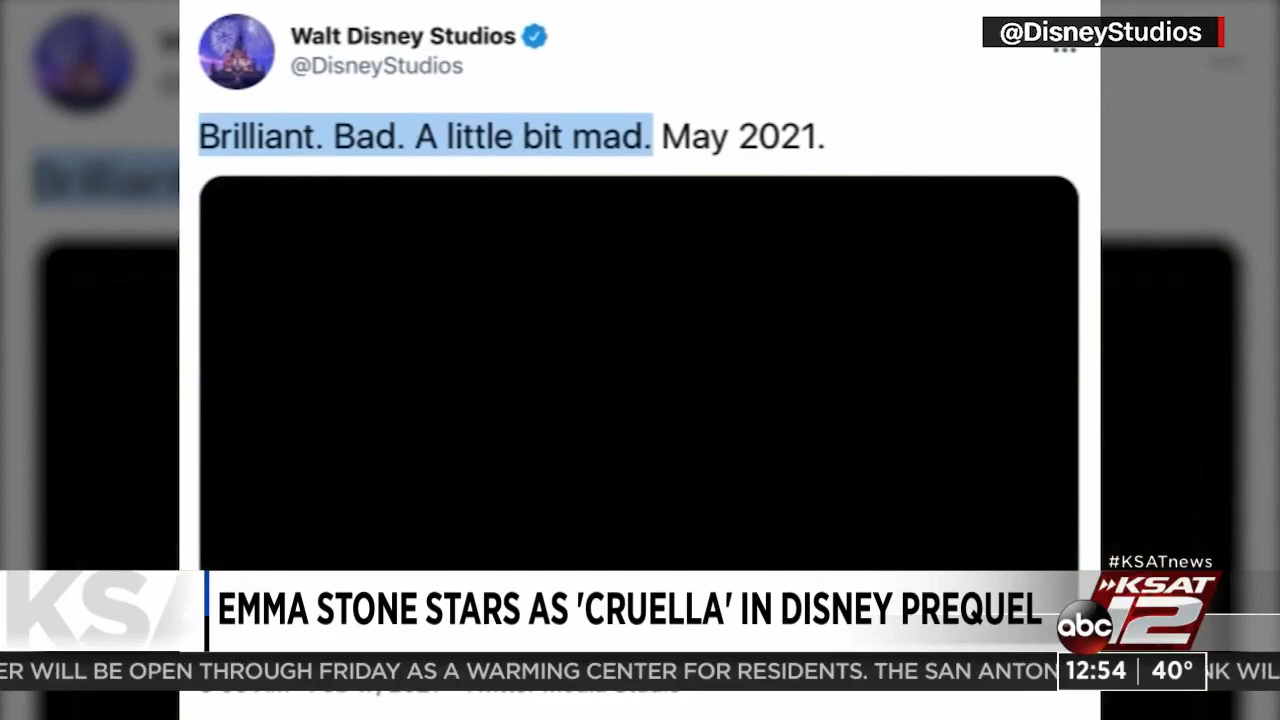 Walt Disney Studios
@DisneyStudios
@DisneyStudios
Brilliant. Bad. A little bit mad. May 2021.
#KSATnews
KSAT
12
abc
EMMA STONE STARS AS 'CRUELLA' IN DISNEY PREQUEL
ER WILL BE OPEN THROUGH FRIDAY AS A WARMING CENTER FOR RESIDENTS. THE SAN ANTON
12:54 40°
NK WIL